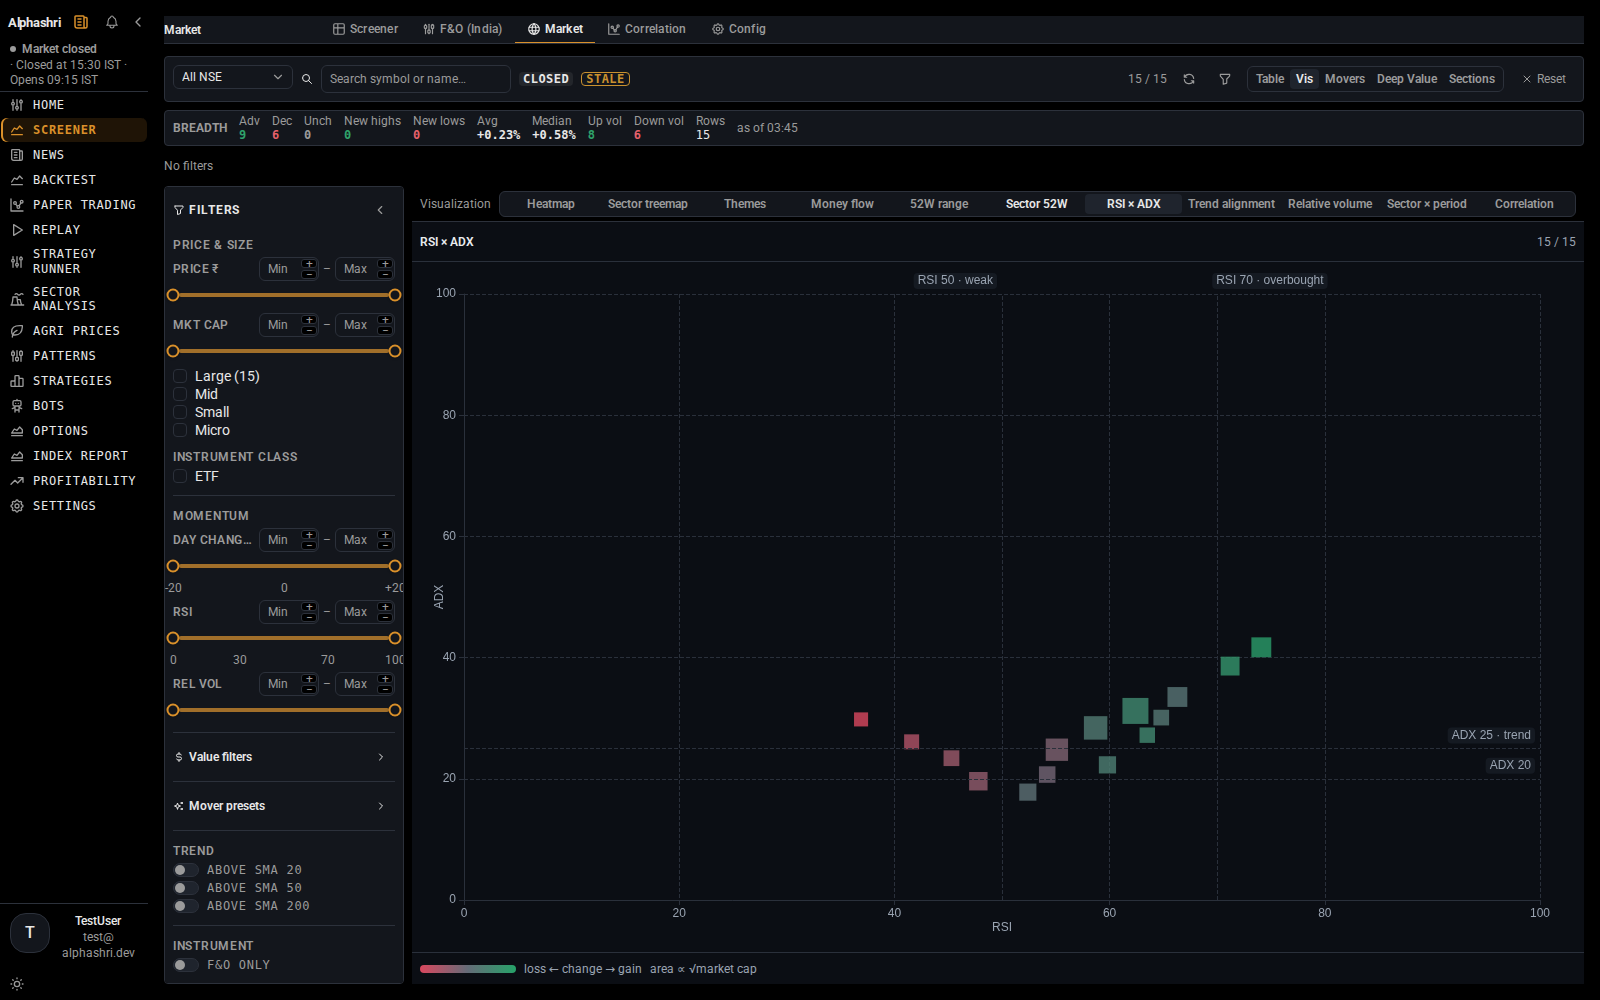 Alphashri
Market closed
· Closed at 15:30 IST ·
Opens 09:15 IST
HOME
SCREENER
NEWS
BACKTEST
PAPER TRADING
REPLAY
STRATEGY
RUNNER
SECTOR
ANALYSIS
AGRI PRICES
PATTERNS
STRATEGIES
BOTS
OPTIONS
INDEX REPORT
PROFITABILITY
SETTINGS
T
TestUser
test@
alphashri.dev
Market
Screener
F&O (India)
Market
Correlation
Config
All NSE
Search symbol or name…
CLOSED
STALE
15 / 15
Table
Vis
Movers
Deep Value
Sections
Reset
BREADTH
Adv
9
Dec
6
Unch
0
New highs
0
New lows
0
Avg
+0.23%
Median
+0.58%
Up vol
8
Down vol
6
Rows
15
as of 03:45
No filters
FILTERS
PRICE & SIZE
PRICE ₹ Min + − – Max + −
MKT CAP Min + − – Max + −
Large (15)
Mid
Small
Micro
INSTRUMENT CLASS
ETF
MOMENTUM
DAY CHANG… Min + − – Max + −
-20 0 +20
RSI Min + − – Max + −
0 30 70 100
REL VOL Min + − – Max + −
Value filters
Mover presets
TREND
ABOVE SMA 20
ABOVE SMA 50
ABOVE SMA 200
INSTRUMENT
F&O ONLY
Visualization
Heatmap
Sector treemap
Themes
Money flow
52W range
Sector 52W
RSI × ADX
Trend alignment
Relative volume
Sector × period
Correlation
RSI × ADX
15 / 15
RSI 50 · weak
RSI 70 · overbought
100
80
60
40
20
0
ADX
ADX 25 · trend
ADX 20
0 20 40 60 80 100
RSI
loss ← change → gain area ∝ √market cap